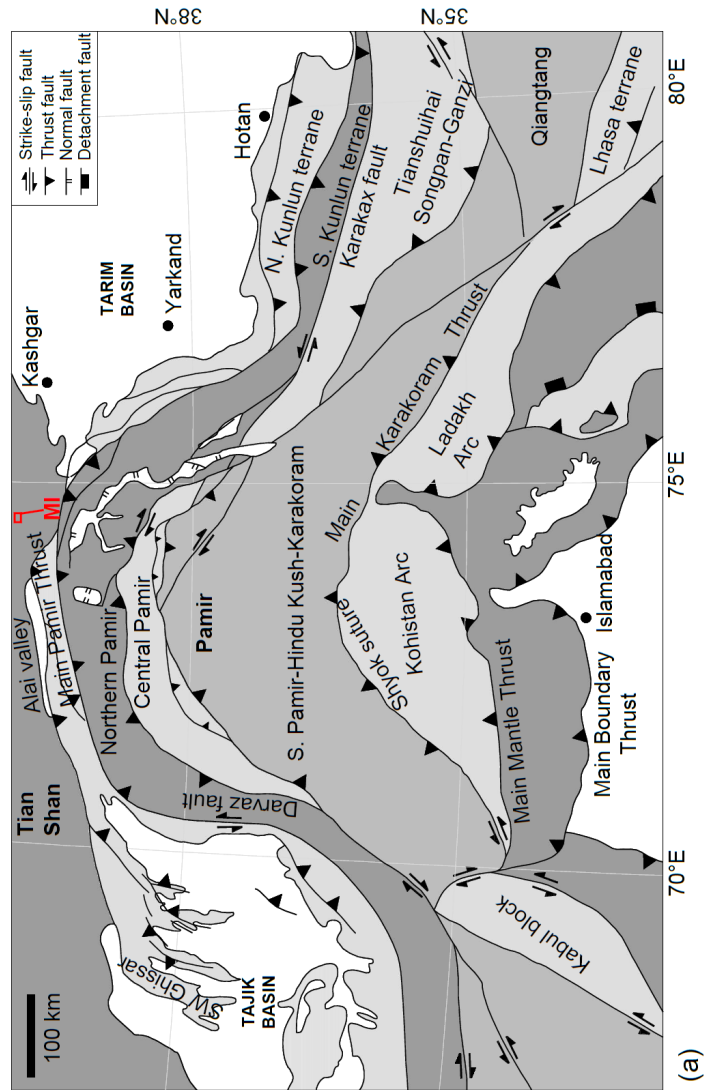 38°N
35°N
Strike-slip fault
Thrust fault
Normal fault
Detachment fault
80°E
75°E
70°E
Hotan
Kashgar
Yarkand
TARIM
BASIN
N. Kunlun terrane
S. Kunlun terrane
Karakax fault
Tianshuihai
Songpan-Ganzi
Qiangtang
Lhasa terrane
MI
Alai valley
Main Pamir Thrust
Northern Pamir
Central Pamir
Pamir
S. Pamir-Hindu Kush-Karakoram
Main Karakoram Thrust
Ladakh
Arc
Shyok suture
Kohistan Arc
Main Mantle Thrust
Islamabad
Main Boundary
Thrust
Tian
Shan
Darvaz fault
SW Ghissar
TAJIK
BASIN
Kabul block
100 km
(a)